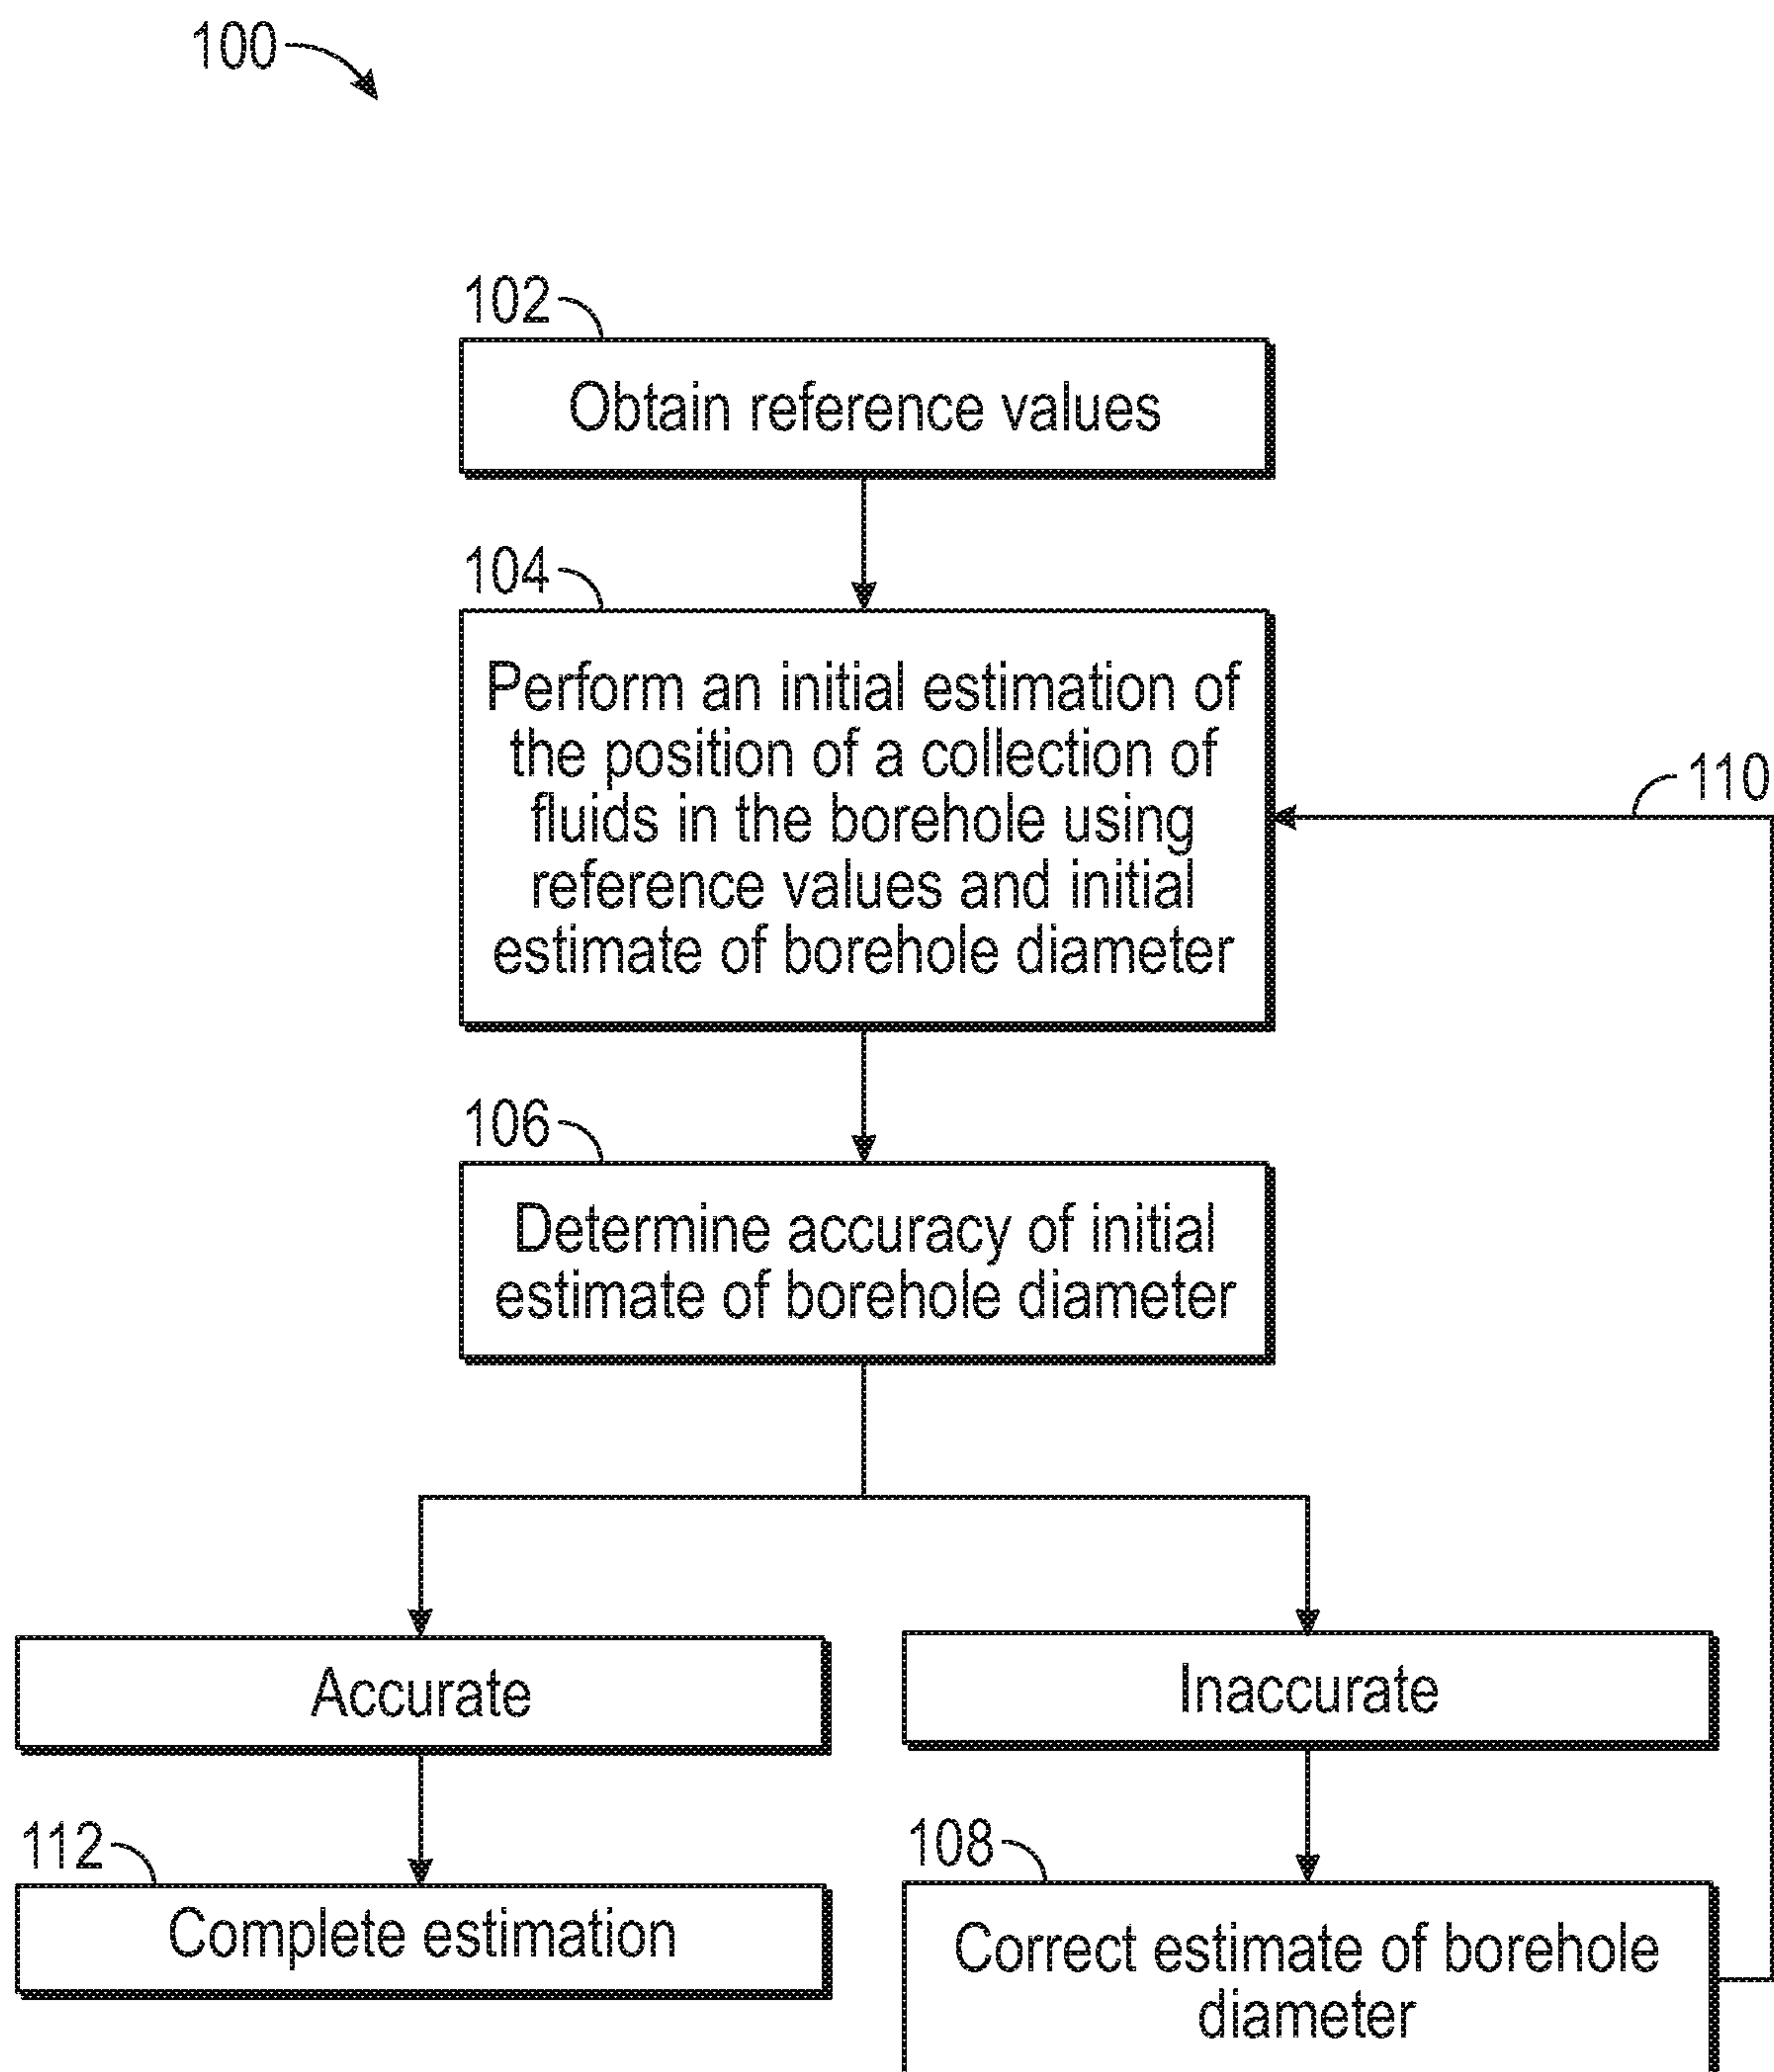 100
102
Obtain reference values
104
Perform an initial estimation of
the position of a collection of
fluids in the borehole using
reference values and initial
estimate of borehole diameter
110
106
Determine accuracy of initial
estimate of borehole diameter
Accurate
Inaccurate
112
Complete estimation
108
Correct estimate of borehole
diameter